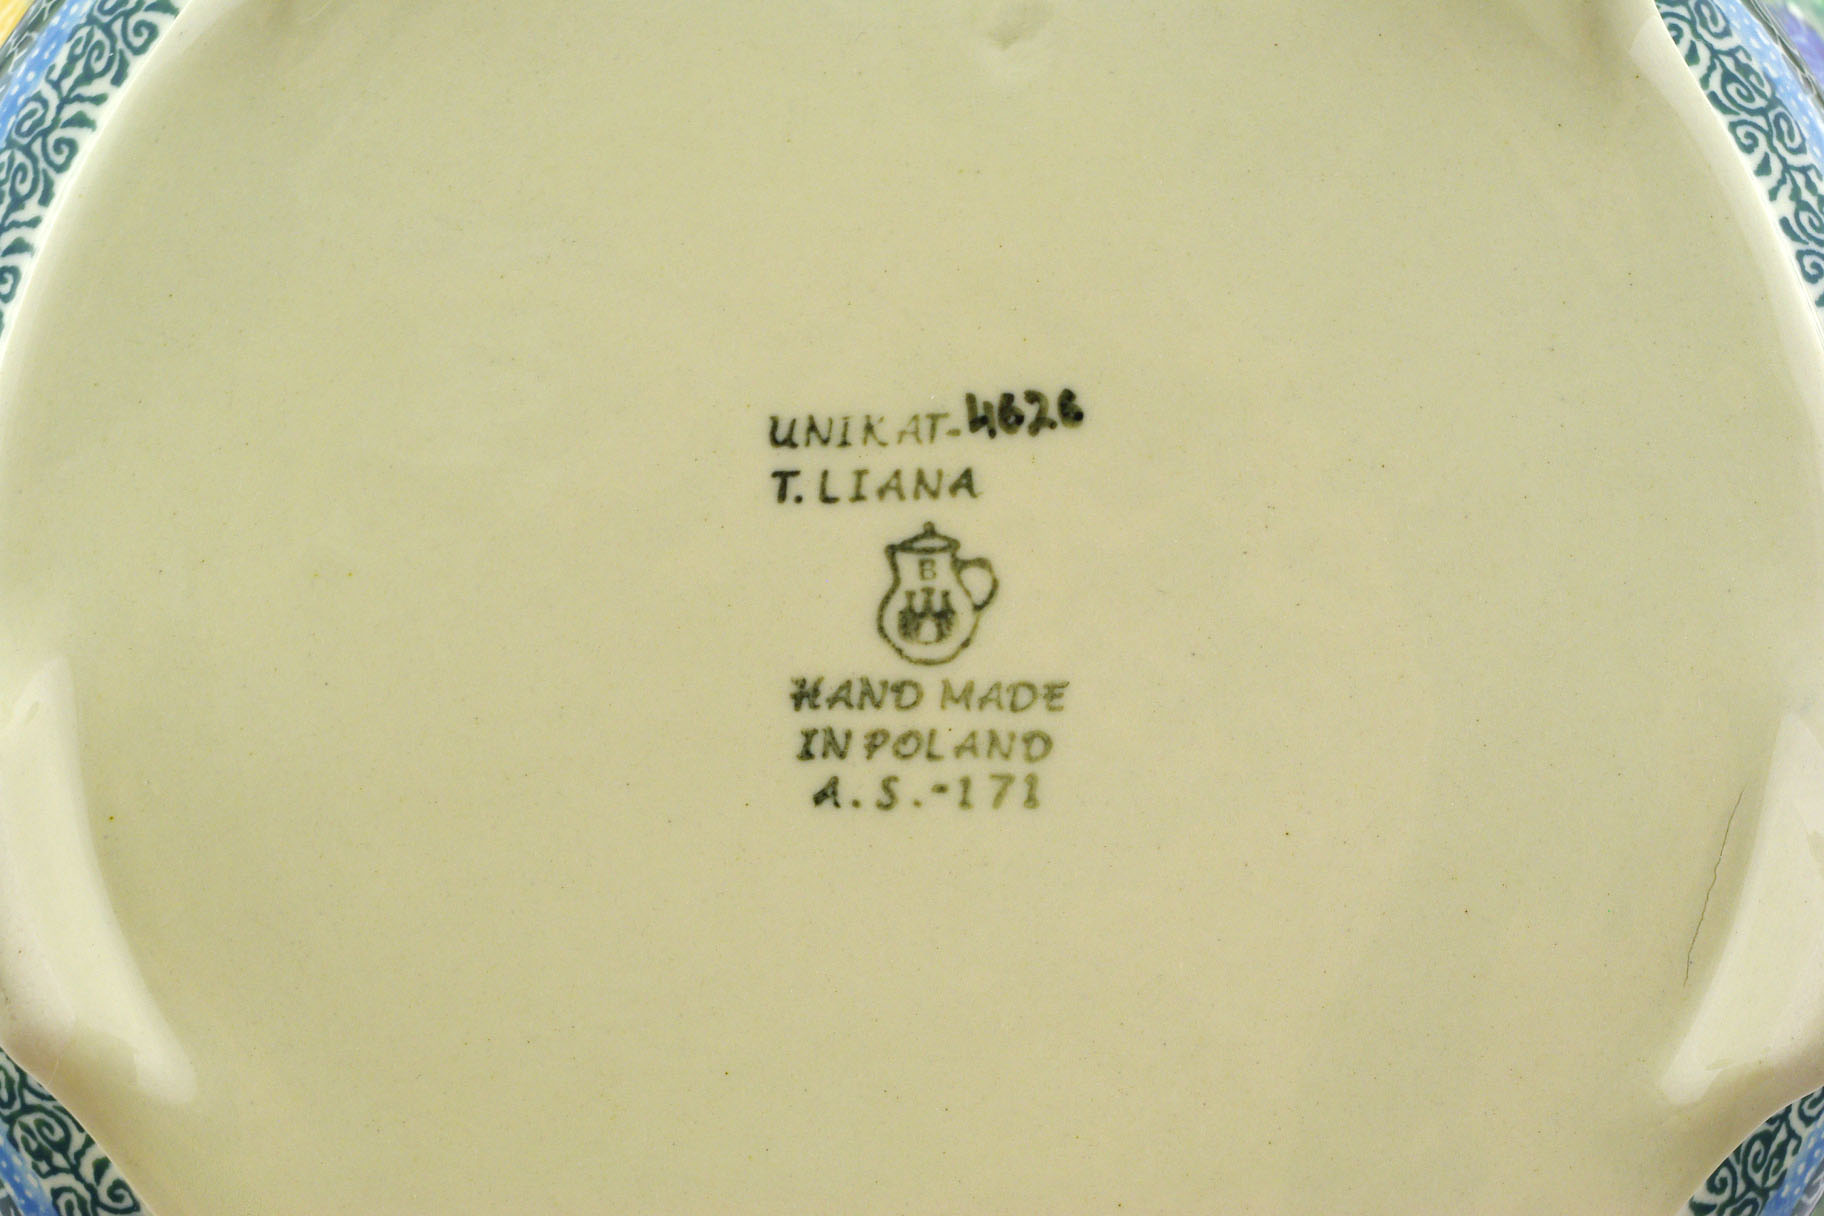 UNIKAT-4626
T. LIANA
B
HAND MADE
IN POLAND
A. S.-171